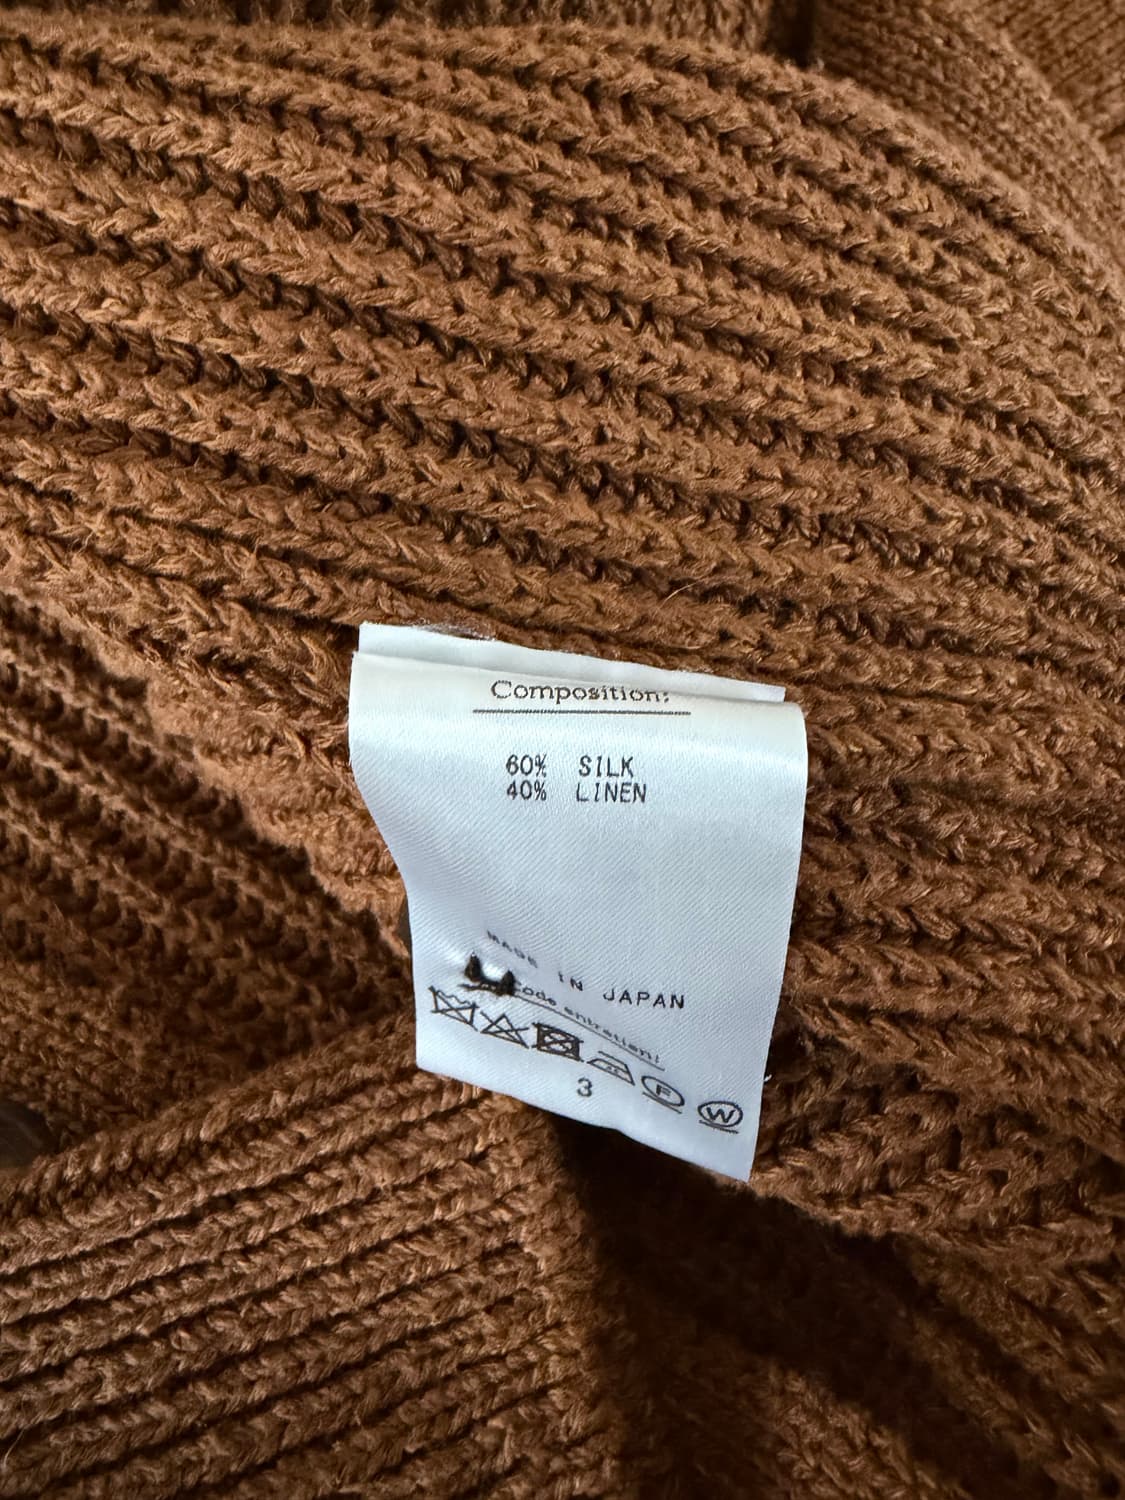 Composition:
60% SILK
40% LINEN
MADE IN JAPAN
Code entretien:
F
W
3